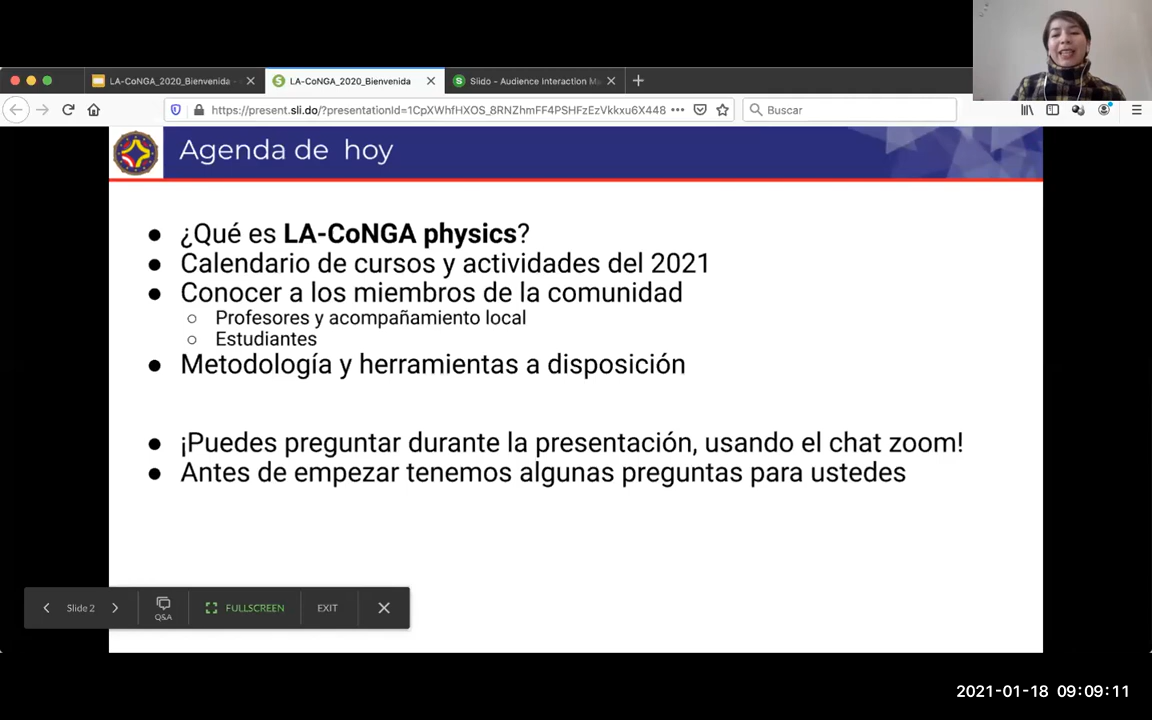 LA-CoNGA_2020_Bienvenida -
LA-CoNGA_2020_Bienvenida
Slido - Audience Interaction M
https://present.sli.do/?presentationId=1CpXWhfHXOS_8RNZhmFF4PSHFzEzVkkxu6X448
Buscar
Agenda de hoy
● ¿Qué es LA-CoNGA physics?
● Calendario de cursos y actividades del 2021
● Conocer a los miembros de la comunidad
○ Profesores y acompañamiento local
○ Estudiantes
● Metodología y herramientas a disposición
● ¡Puedes preguntar durante la presentación, usando el chat zoom!
● Antes de empezar tenemos algunas preguntas para ustedes
Slide 2
Q&A
FULLSCREEN
EXIT
2021-01-18 09:09:11